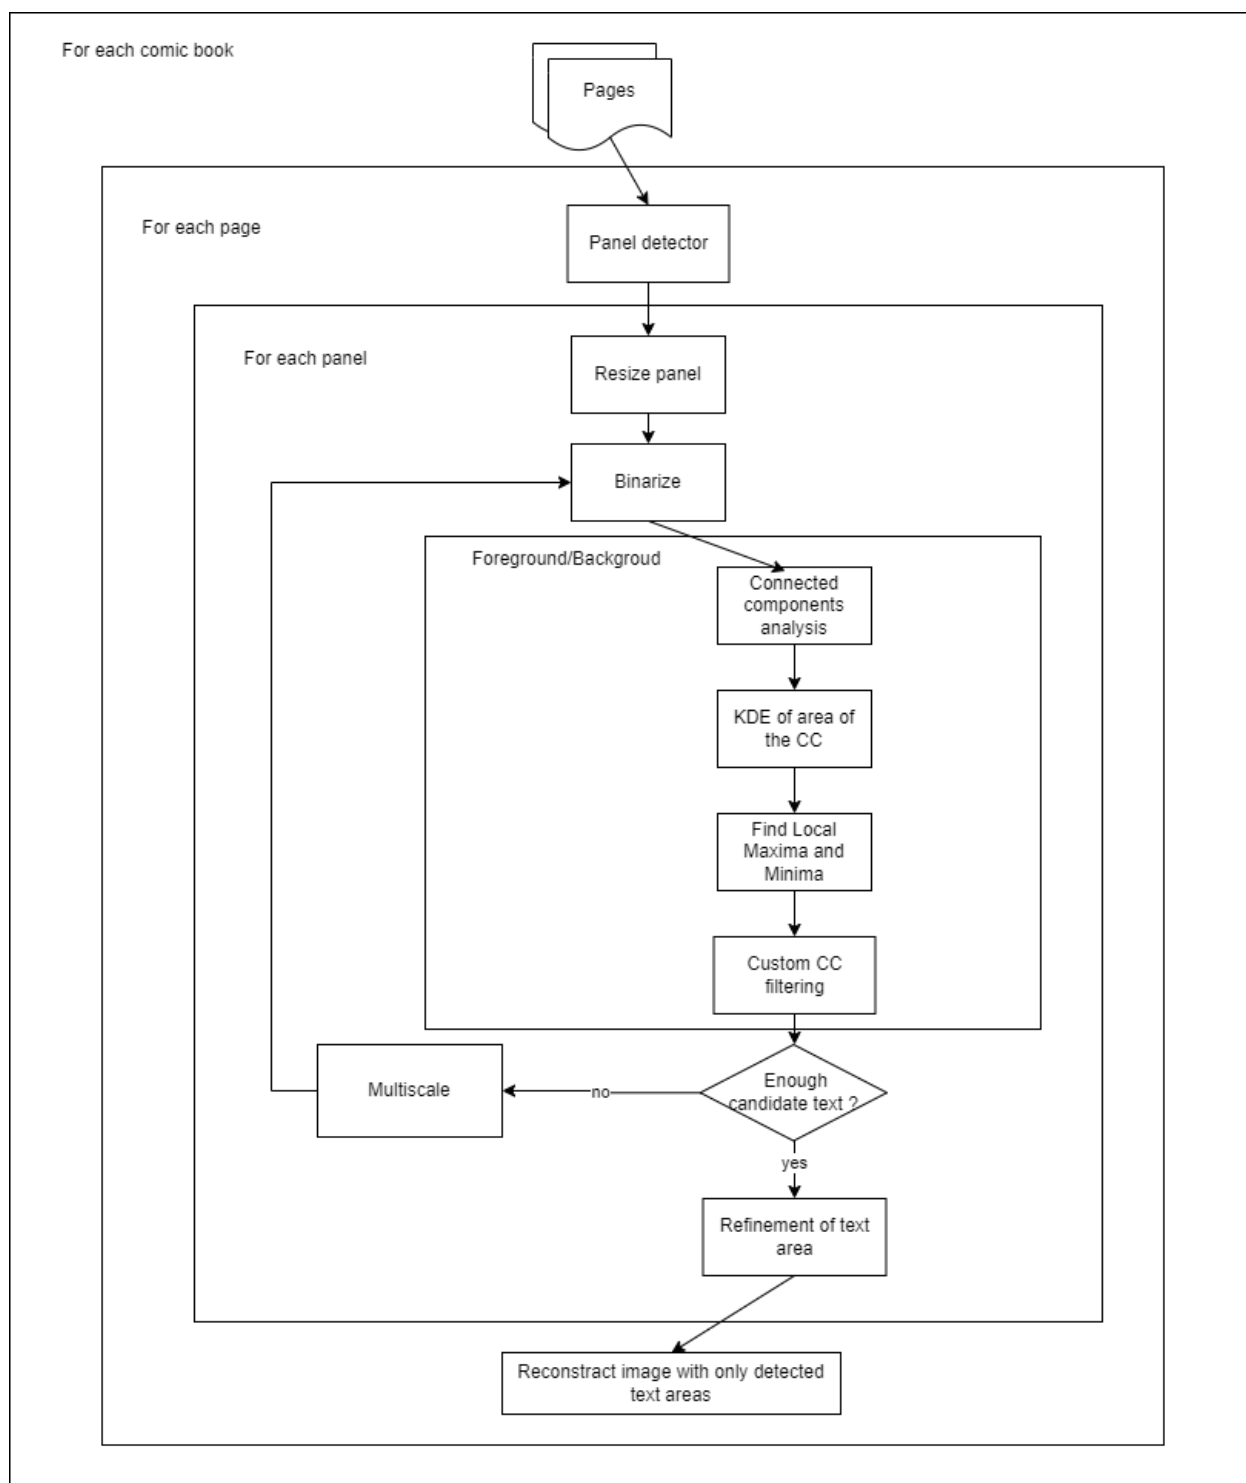 For each comic book
Pages
For each page
Panel detector
For each panel
Resize panel
Binarize
Foreground/Backgroud
Connected
components
analysis
KDE of area of
the CC
Find Local
Maxima and
Minima
Custom CC
filtering
Enough
candidate text ?
no
Multiscale
yes
Refinement of text
area
Reconstract image with only detected
text areas